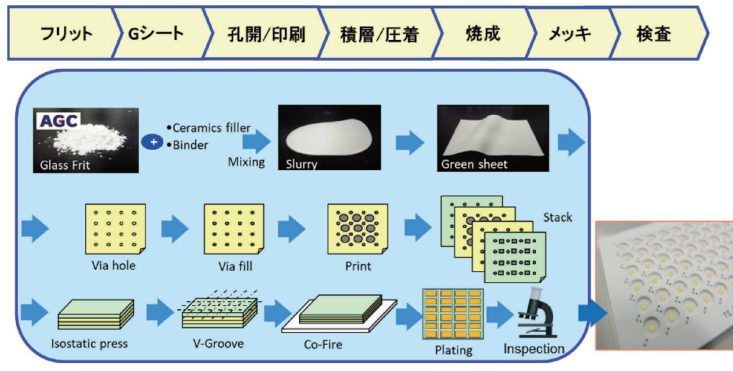 フリット
Gシート
孔開/印刷
積層/圧着
焼成
メッキ
検査
AGC
Glass Frit
+
•Ceramics filler
•Binder
Mixing
Slurry
Green sheet
Via hole
Via fill
Print
Stack
Isostatic press
V-Groove
Co-Fire
Plating
Inspection